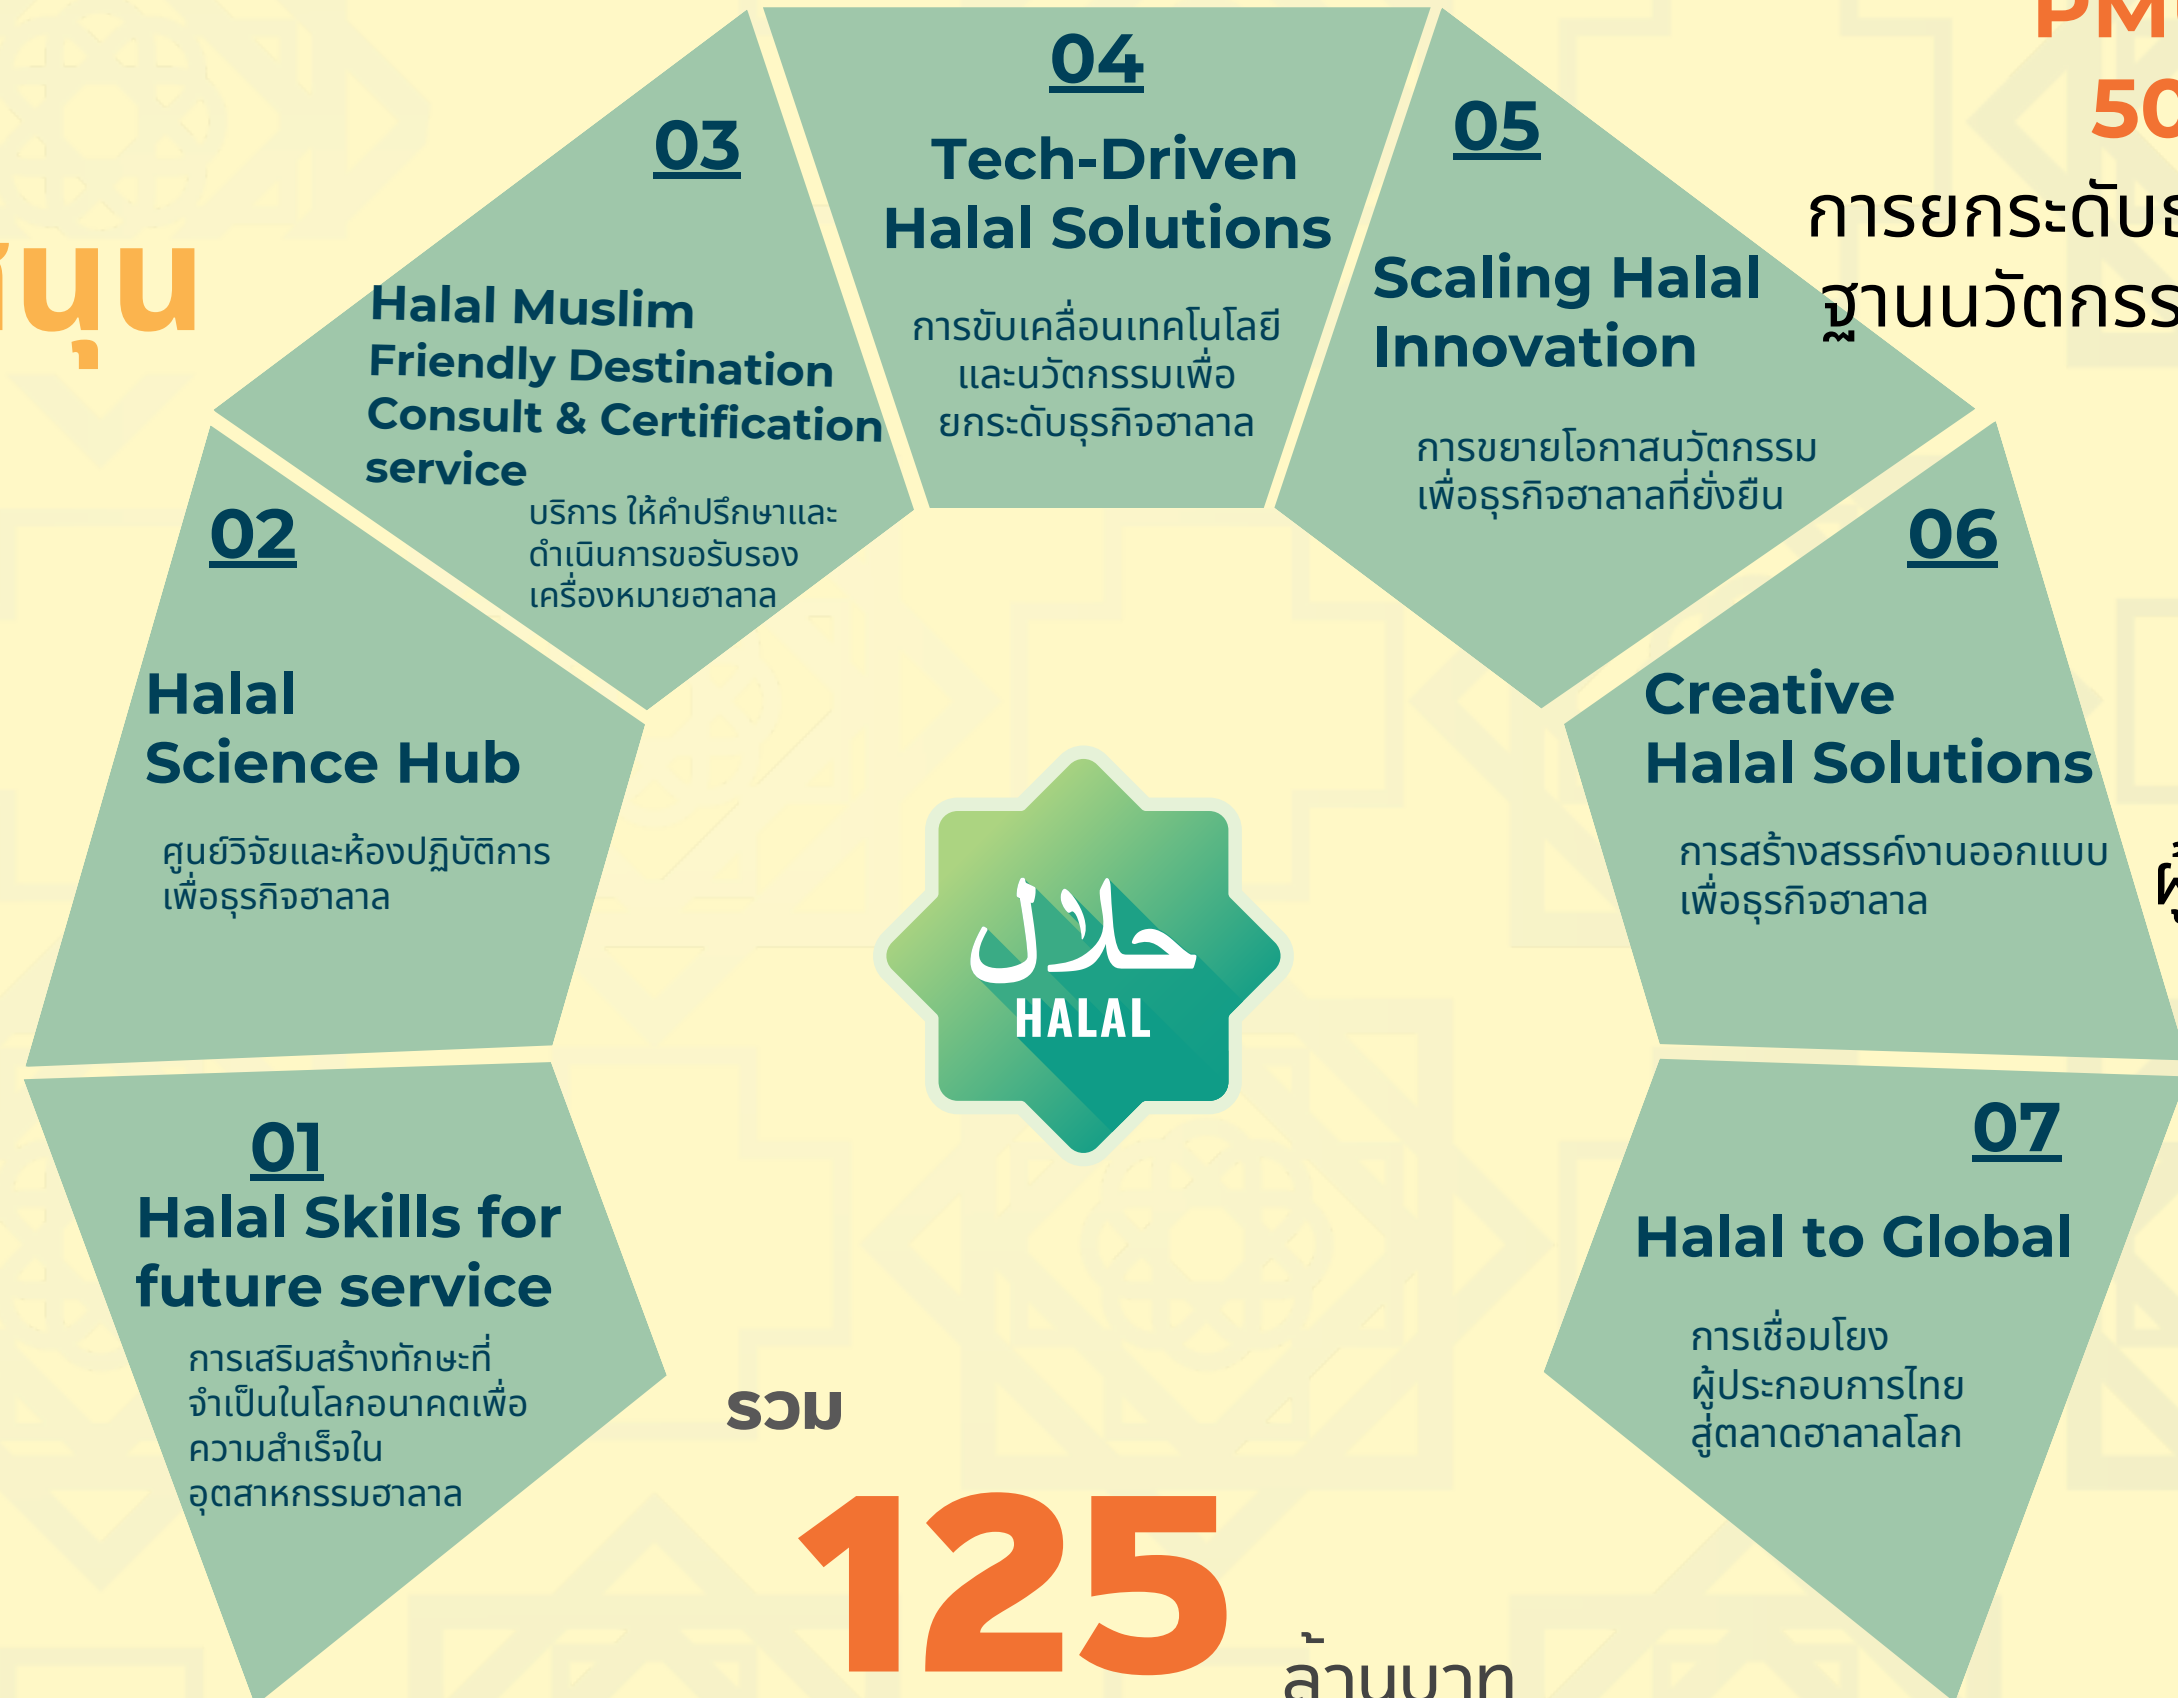 01
Halal Skills for
future service
การเสริมสร้างทักษะที่
จำเป็นในโลกอนาคตเพื่อ
ความสำเร็จใน
อุตสาหกรรมฮาลาล
02
Halal
Science Hub
ศูนย์วิจัยและห้องปฏิบัติการ
เพื่อธุรกิจฮาลาล
03
Halal Muslim
Friendly Destination
Consult & Certification
service
บริการ ให้คำปรึกษาและ
ดำเนินการขอรับรอง
เครื่องหมายฮาลาล
04
Tech-Driven
Halal Solutions
การขับเคลื่อนเทคโนโลยี
และนวัตกรรมเพื่อ
ยกระดับธุรกิจฮาลาล
05
Scaling Halal
Innovation
การขยายโอกาสนวัตกรรม
เพื่อธุรกิจฮาลาลที่ยั่งยืน
06
Creative
Halal Solutions
การสร้างสรรค์งานออกแบบ
เพื่อธุรกิจฮาลาล
07
Halal to Global
การเชื่อมโยง
ผู้ประกอบการไทย
สู่ตลาดฮาลาลโลก
حلال
HALAL
รวม
125
ล้านบาท
50
การยกระดับ